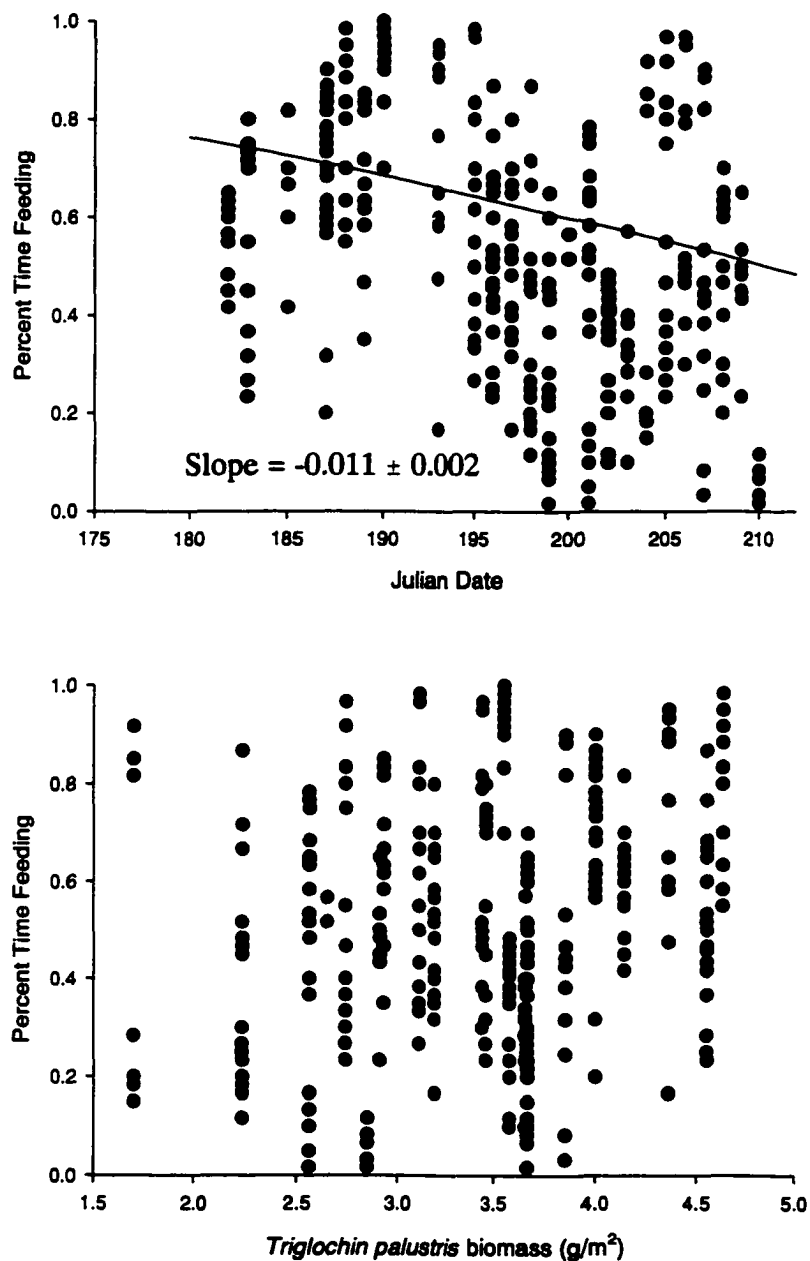 1.0
0.8
0.6
0.4
0.2
0.0
Percent Time Feeding
Slope = -0.011 ± 0.002
175 180 185 190 195 200 205 210
Julian Date
1.0
0.8
0.6
0.4
0.2
0.0
Percent Time Feeding
1.5 2.0 2.5 3.0 3.5 4.0 4.5 5.0
Triglochin palustris biomass (g/m²)